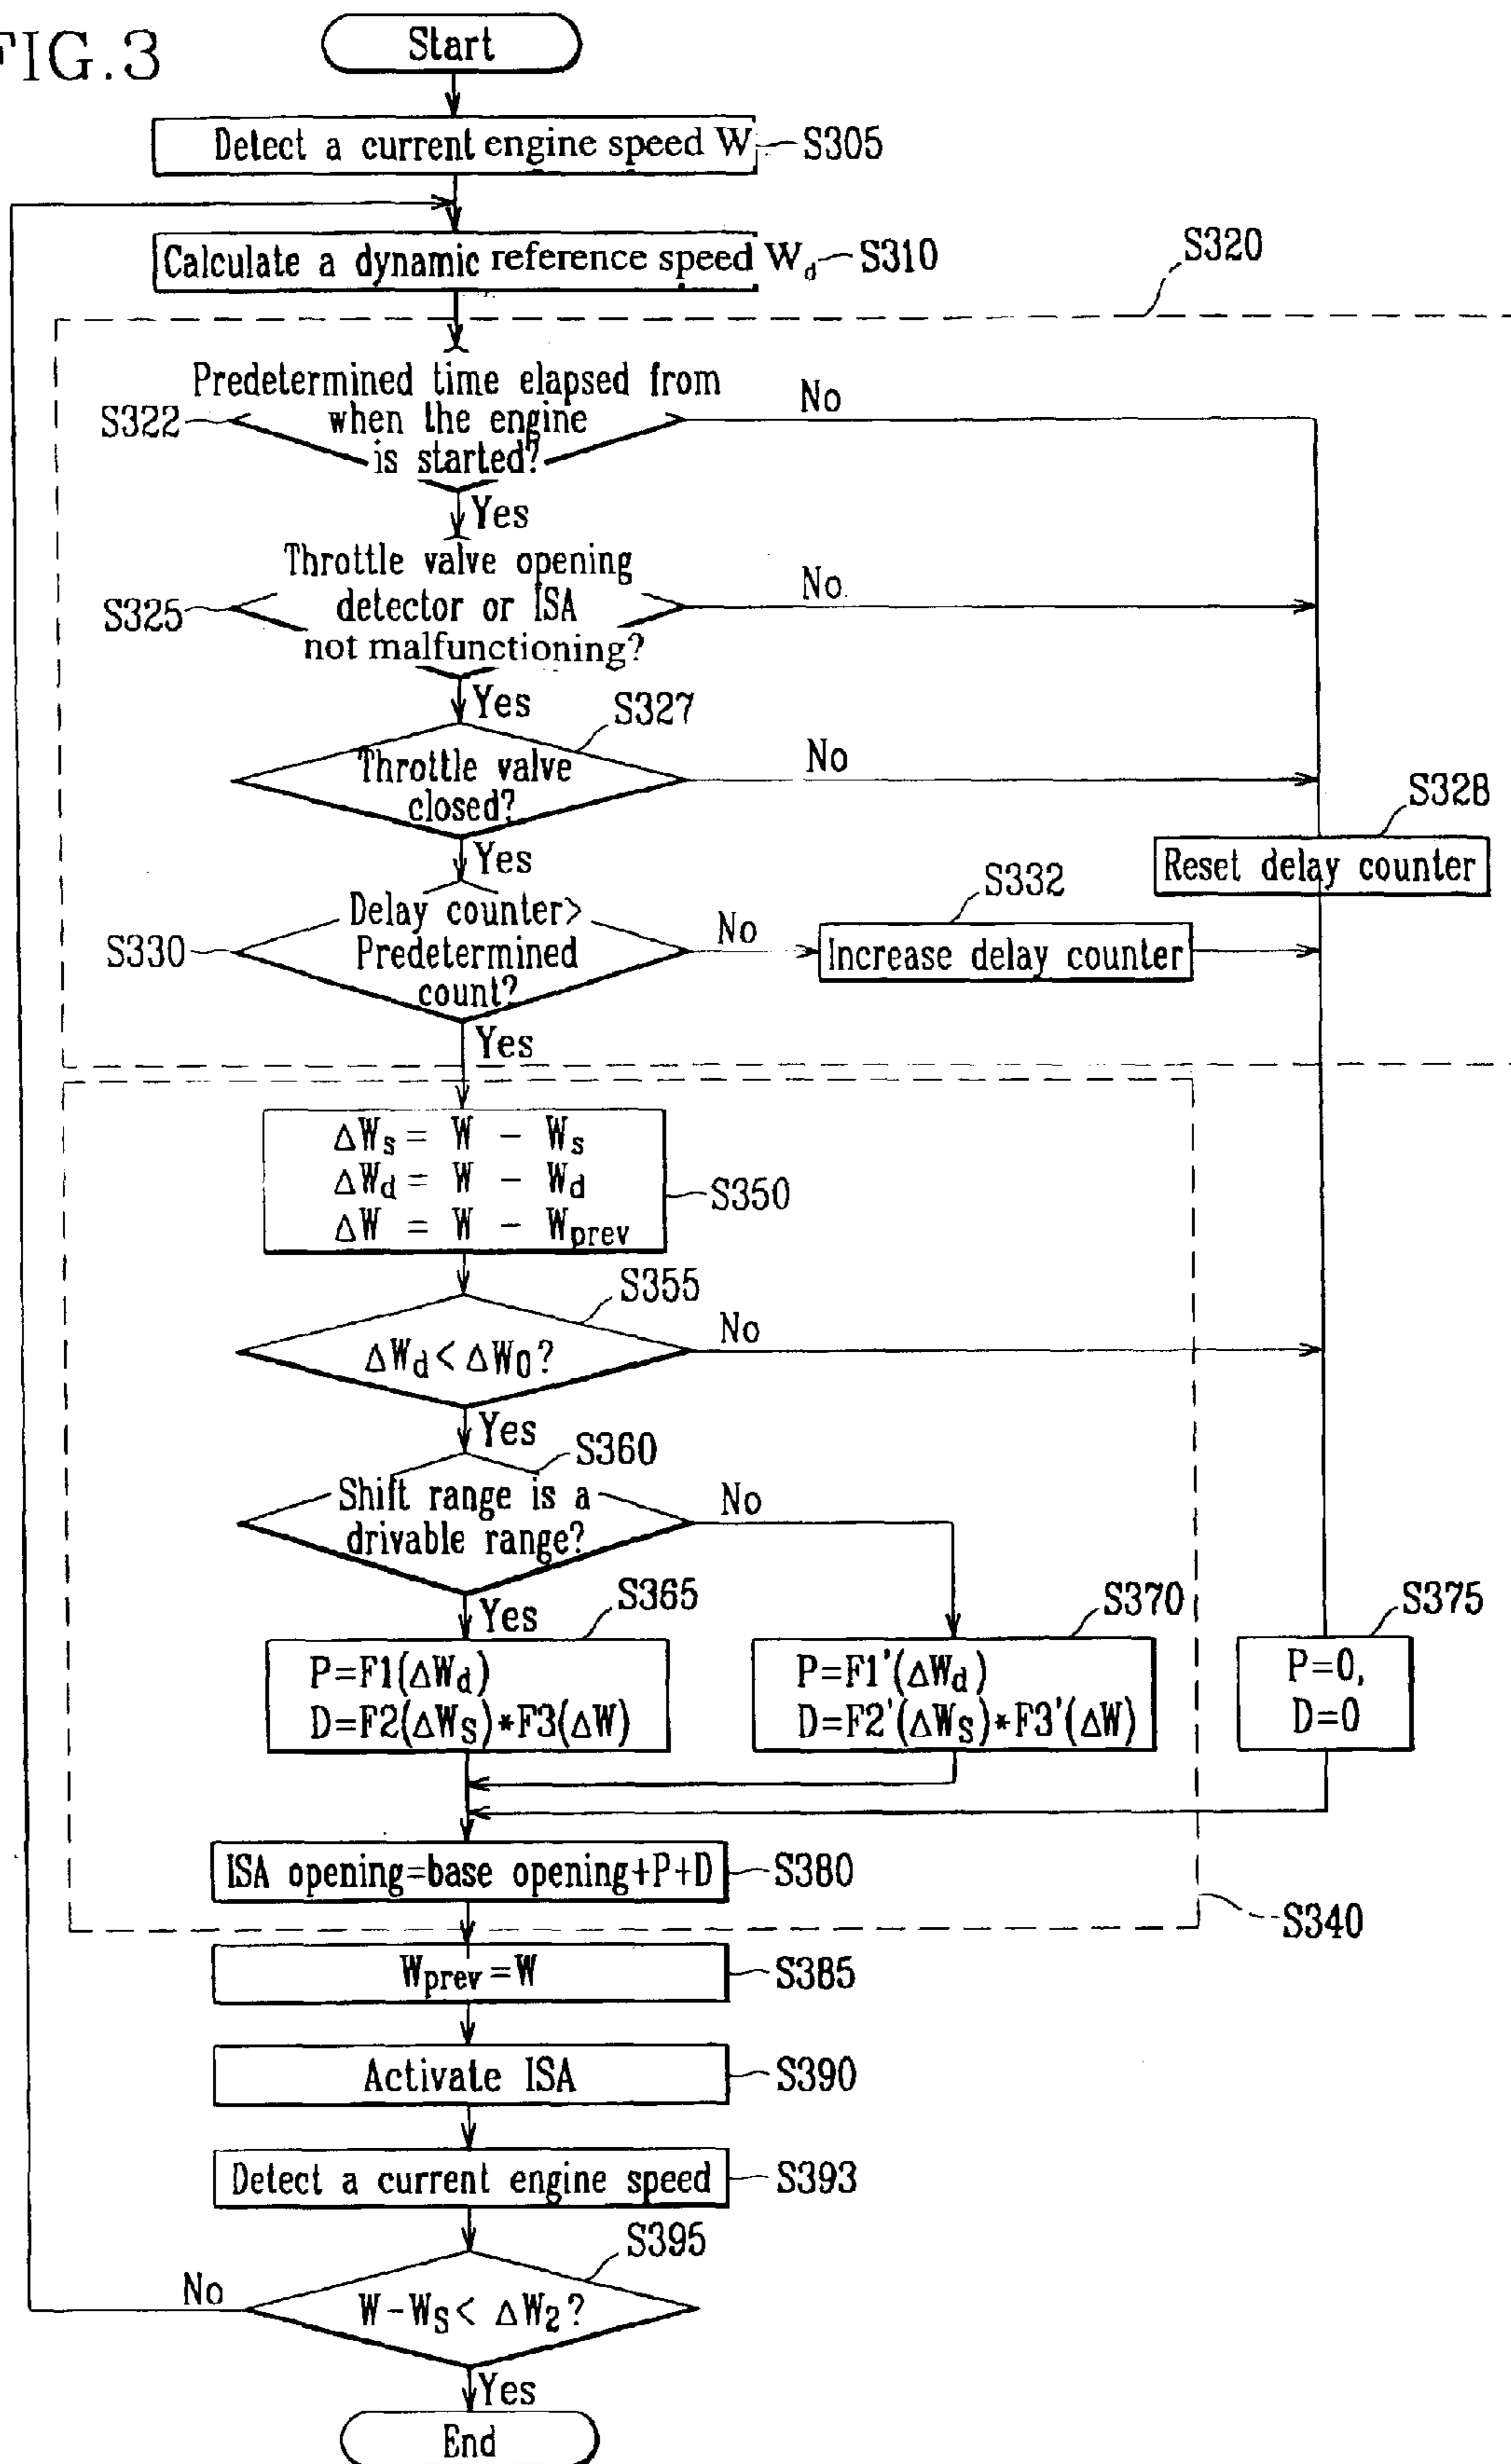 FIG.3
Start
Detect a current engine speed W
S305
Calculate a dynamic reference speed Wd
S310
S320
Predetermined time elapsed from
when the engine
is started?
S322
No
Yes
Throttle valve opening
detector or ISA
not malfunctioning?
S325
No
Yes
S327
Throttle valve
closed?
No
S328
Reset delay counter
Yes
Delay counter>
Predetermined
count?
S330
No
S332
Increase delay counter
Yes
ΔWs = W - Ws
ΔWd = W - Wd
ΔW = W - Wprev
S350
S355
ΔWd < ΔW0?
No
Yes
S360
Shift range is a
drivable range?
No
Yes
S365
P=F1(ΔWd)
D=F2(ΔWS)*F3(ΔW)
S370
P=F1'(ΔWd)
D=F2'(ΔWS)*F3'(ΔW)
S375
P=0,
D=0
ISA opening=base opening+P+D
S380
S340
Wprev=W
S385
Activate ISA
S390
Detect a current engine speed
S393
S395
W-WS< ΔW2?
No
Yes
End